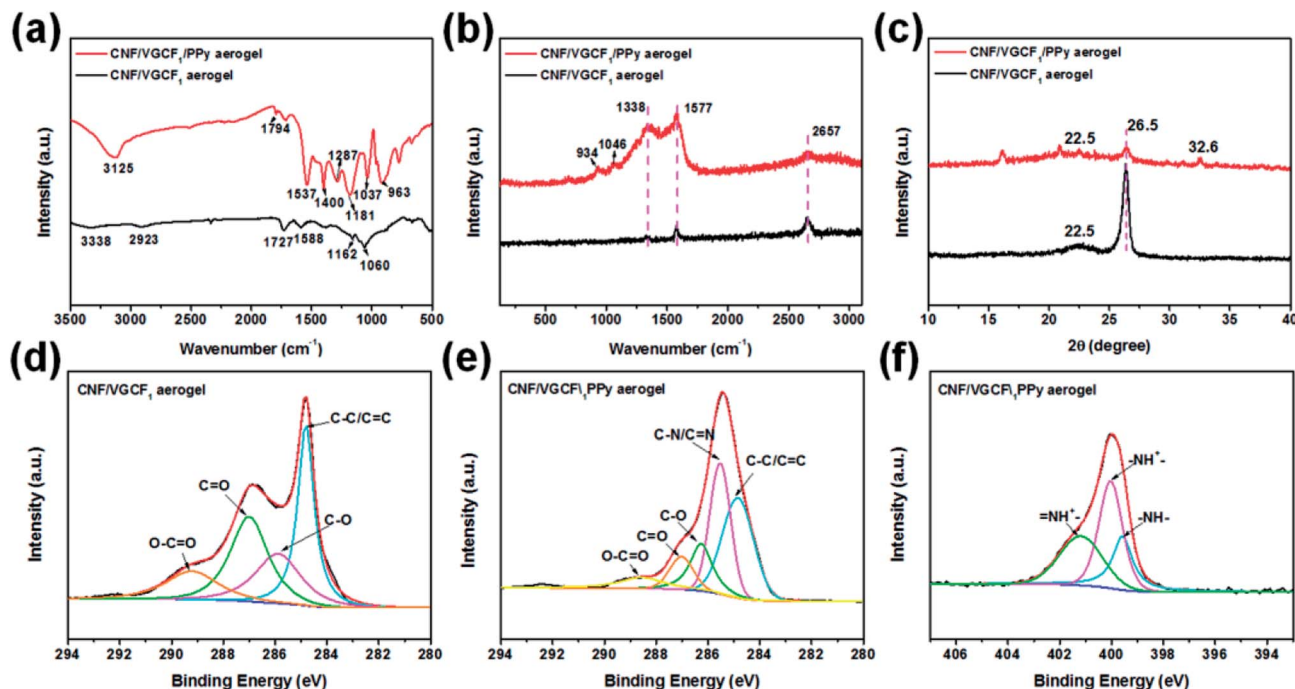 (a)
CNF/VGCF₁/PPy aerogel
CNF/VGCF₁ aerogel
1794
3125
1287
1537
1400
1181
1037
963
3338
2923
1727
1588
1162
1060
3500 3000 2500 2000 1500 1000 500
Wavenumber (cm⁻¹)
Intensity (a.u.)
(b)
CNF/VGCF₁/PPy aerogel
CNF/VGCF₁ aerogel
1338
1577
934
1046
2657
500 1000 1500 2000 2500 3000
Wavenumber (cm⁻¹)
Intensity (a.u.)
(c)
CNF/VGCF₁/PPy aerogel
CNF/VGCF₁ aerogel
22.5
26.5
32.6
22.5
10 15 20 25 30 35 40
2θ (degree)
Intensity (a.u.)
(d)
CNF/VGCF₁ aerogel
C-C/C=C
C=O
C-O
O-C=O
294 292 290 288 286 284 282 280
Binding Energy (eV)
Intensity (a.u.)
(e)
CNF/VGCF\₁PPy aerogel
C-N/C=N
C-C/C=C
C-O
C=O
O-C=O
294 292 290 288 286 284 282 280
Binding Energy (eV)
Intensity (a.u.)
(f)
CNF/VGCF\₁PPy aerogel
-NH⁺-
=NH⁺-
-NH-
406 404 402 400 398 396 394
Binding Energy (eV)
Intensity (a.u.)